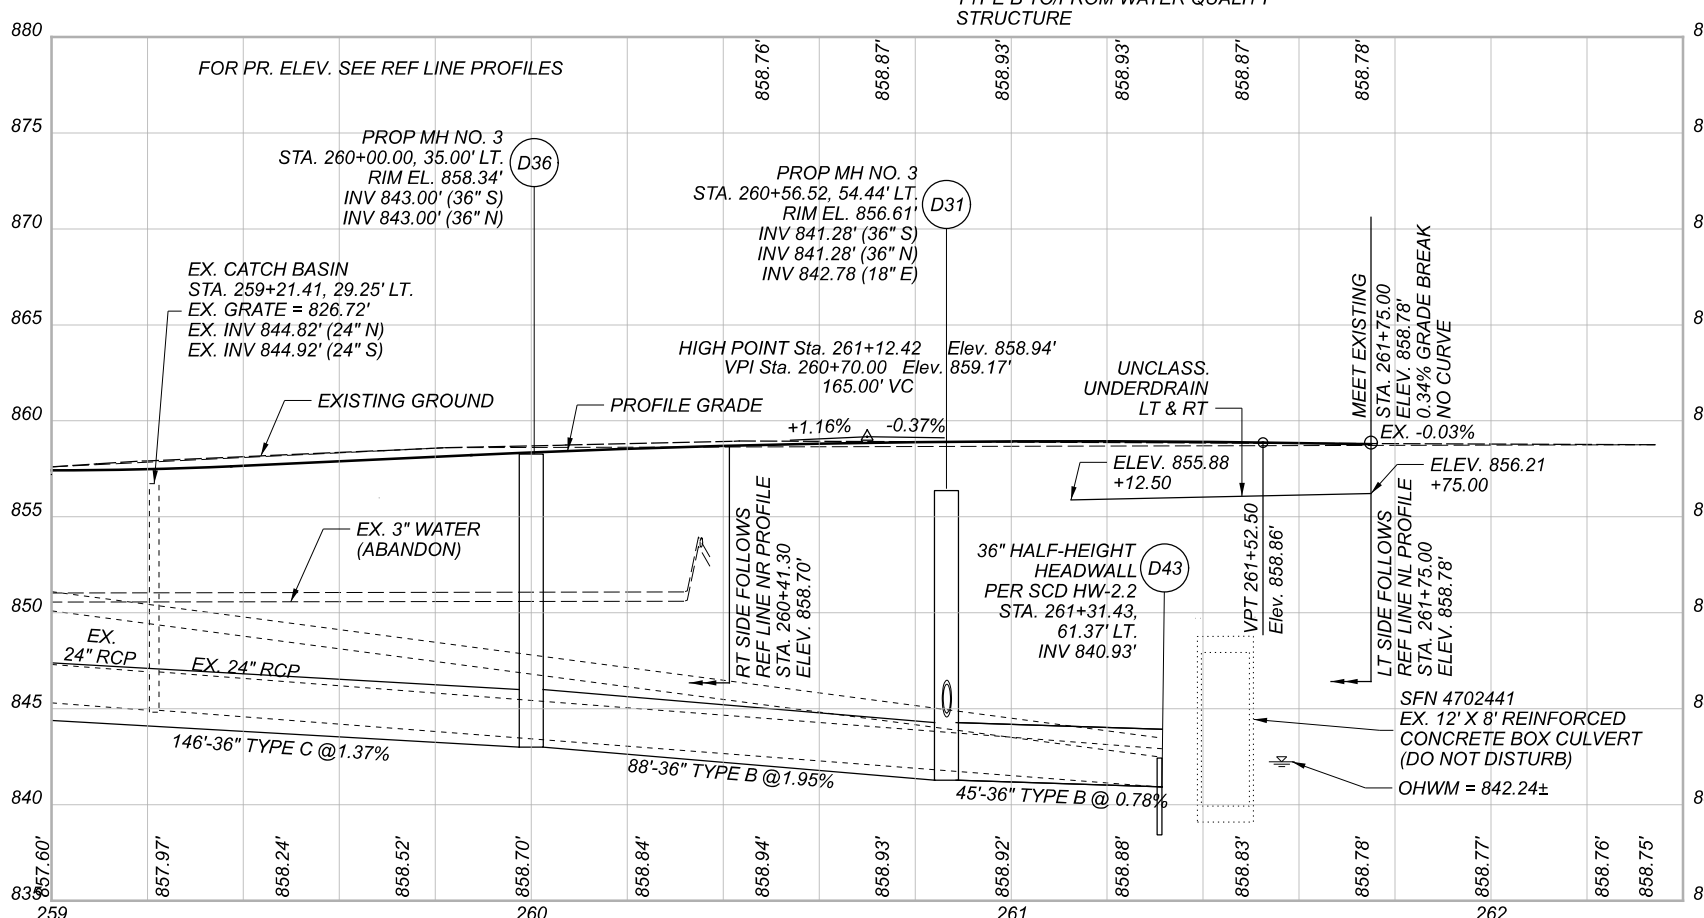 STRUCTURE
880
8
858.76'
858.87'
858.93'
858.93'
858.87'
858.78'
FOR PR. ELEV. SEE REF LINE PROFILES
875
8
PROP MH NO. 3
STA. 260+00.00, 35.00' LT.
RIM EL. 858.34'
INV 843.00' (36" S)
INV 843.00' (36" N)
D36
PROP MH NO. 3
STA. 260+56.52, 54.44' LT.
RIM EL. 856.61'
INV 841.28' (36" S)
INV 841.28' (36" N)
INV 842.78 (18" E)
D31
870
8
EX. CATCH BASIN
STA. 259+21.41, 29.25' LT.
EX. GRATE = 826.72'
EX. INV 844.82' (24" N)
EX. INV 844.92' (24" S)
865
8
HIGH POINT Sta. 261+12.42 Elev. 858.94'
VPI Sta. 260+70.00 Elev. 859.17'
165.00' VC
+1.16%
-0.37%
UNCLASS.
UNDERDRAIN
LT & RT
MEET EXISTING
STA. 261+75.00
ELEV. 858.78'
0.34% GRADE BREAK
NO CURVE
EX. -0.03%
860
8
EXISTING GROUND
PROFILE GRADE
ELEV. 855.88
+12.50
ELEV. 856.21
+75.00
855
8
EX. 3" WATER
(ABANDON)
RT SIDE FOLLOWS
REF LINE NR PROFILE
STA. 260+41.30
ELEV. 858.70'
36" HALF-HEIGHT
HEADWALL
PER SCD HW-2.2
STA. 261+31.43,
61.37' LT.
INV 840.93'
D43
VPT 261+52.50
Elev. 858.86'
LT SIDE FOLLOWS
REF LINE NL PROFILE
STA. 261+75.00
ELEV. 858.78'
850
8
EX.
24" RCP
EX. 24" RCP
845
8
SFN 4702441
EX. 12' X 8' REINFORCED
CONCRETE BOX CULVERT
(DO NOT DISTURB)
OHWM = 842.24±
146'-36" TYPE C @1.37%
88'-36" TYPE B @1.95%
45'-36" TYPE B @ 0.78%
840
8
835
8
857.60'
857.97'
858.24'
858.52'
858.70'
858.84'
858.94'
858.93'
858.92'
858.88'
858.83'
858.78'
858.77'
858.76'
858.75'
259
260
261
262